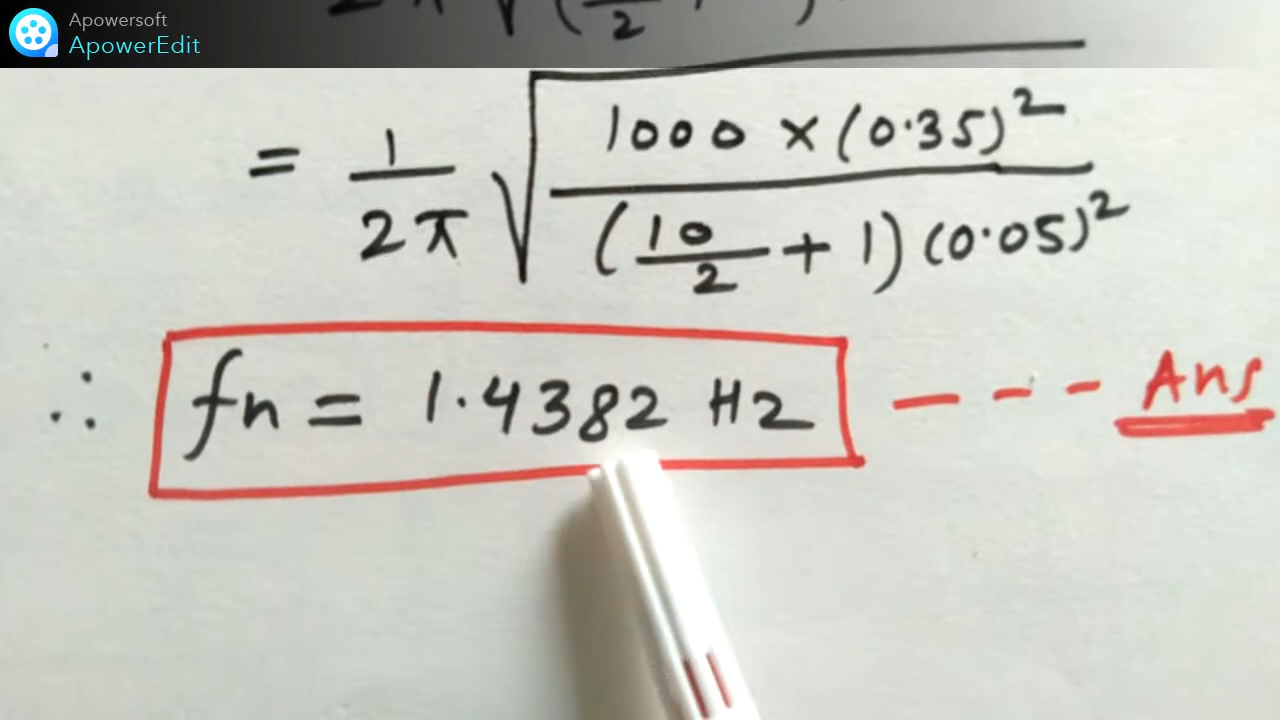 Apowersoft
ApowerEdit
= 1/2π √(1000 × (0.35)² / (10/2 + 1)(0.05)²)
∴ fn = 1.4382 Hz - - - Ans